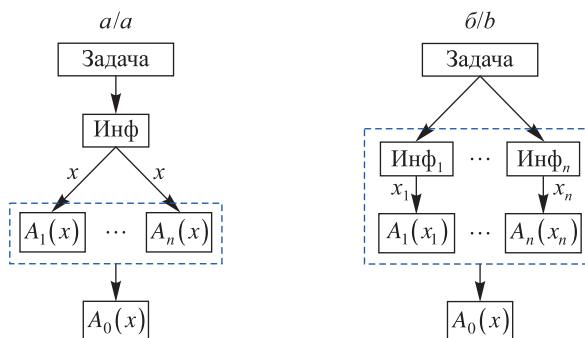 а/a
Задача
Инф
x x
A₁(x) ⋯ Aₙ(x)
A₀(x)
б/b
Задача
Инф₁ ⋯ Инфₙ
x₁ xₙ
A₁(x₁) ⋯ Aₙ(xₙ)
A₀(x)